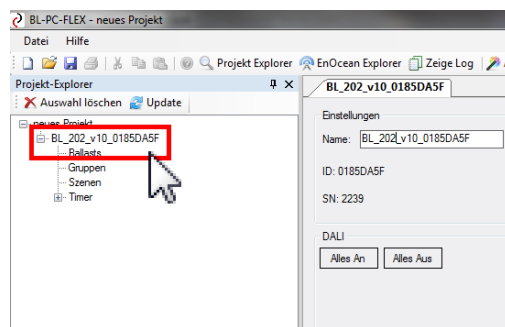 BL-PC-FLEX - neues Projekt
Datei Hilfe
Projekt Explorer EnOcean Explorer Zeige Log
Projekt-Explorer
BL_202_v10_0185DA5F
Auswahl löschen Update
neues Projekt
BL_202_v10_0185DA5F
Ballasts
Gruppen
Szenen
Timer
Einstellungen
Name: BL_202_v10_0185DA5F
ID: 0185DA5F
SN: 2239
DALI
Alles An Alles Aus